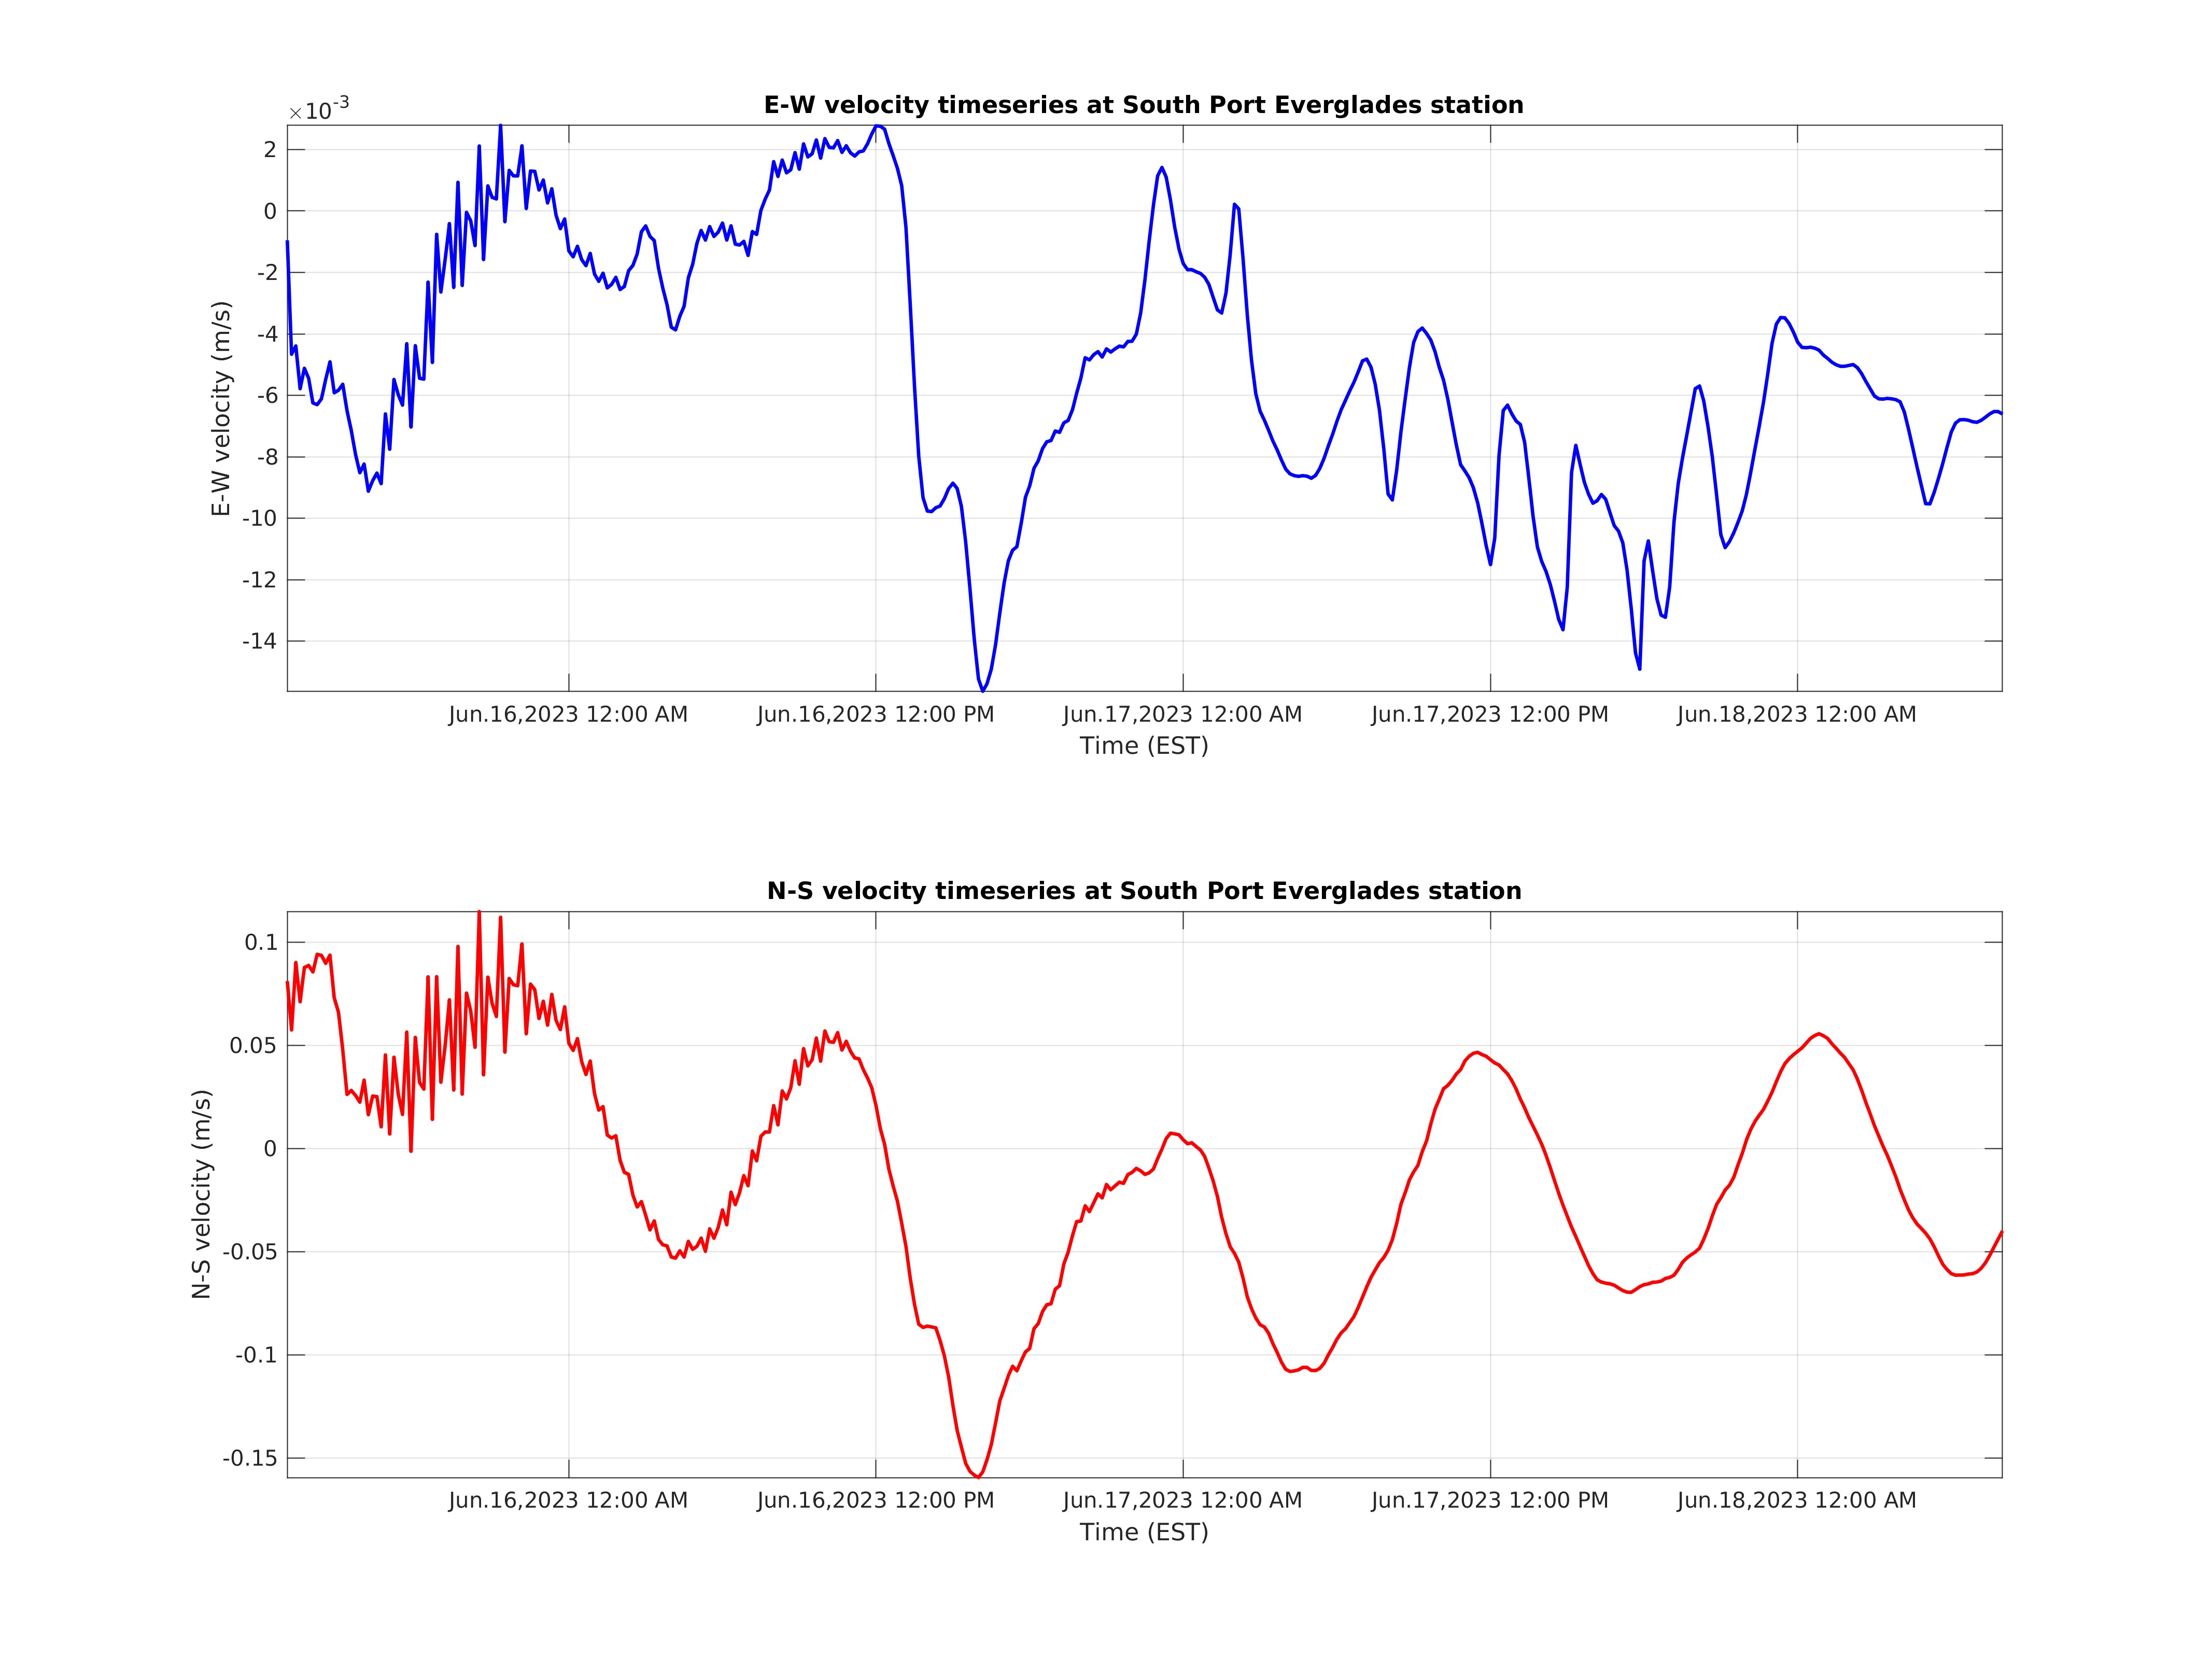 ×10-3
E-W velocity timeseries at South Port Everglades station
2
0
-2
-4
-6
-8
-10
-12
-14
E-W velocity (m/s)
Jun.16,2023 12:00 AM
Jun.16,2023 12:00 PM
Jun.17,2023 12:00 AM
Jun.17,2023 12:00 PM
Jun.18,2023 12:00 AM
Time (EST)
N-S velocity timeseries at South Port Everglades station
0.1
0.05
0
-0.05
-0.1
-0.15
N-S velocity (m/s)
Jun.16,2023 12:00 AM
Jun.16,2023 12:00 PM
Jun.17,2023 12:00 AM
Jun.17,2023 12:00 PM
Jun.18,2023 12:00 AM
Time (EST)